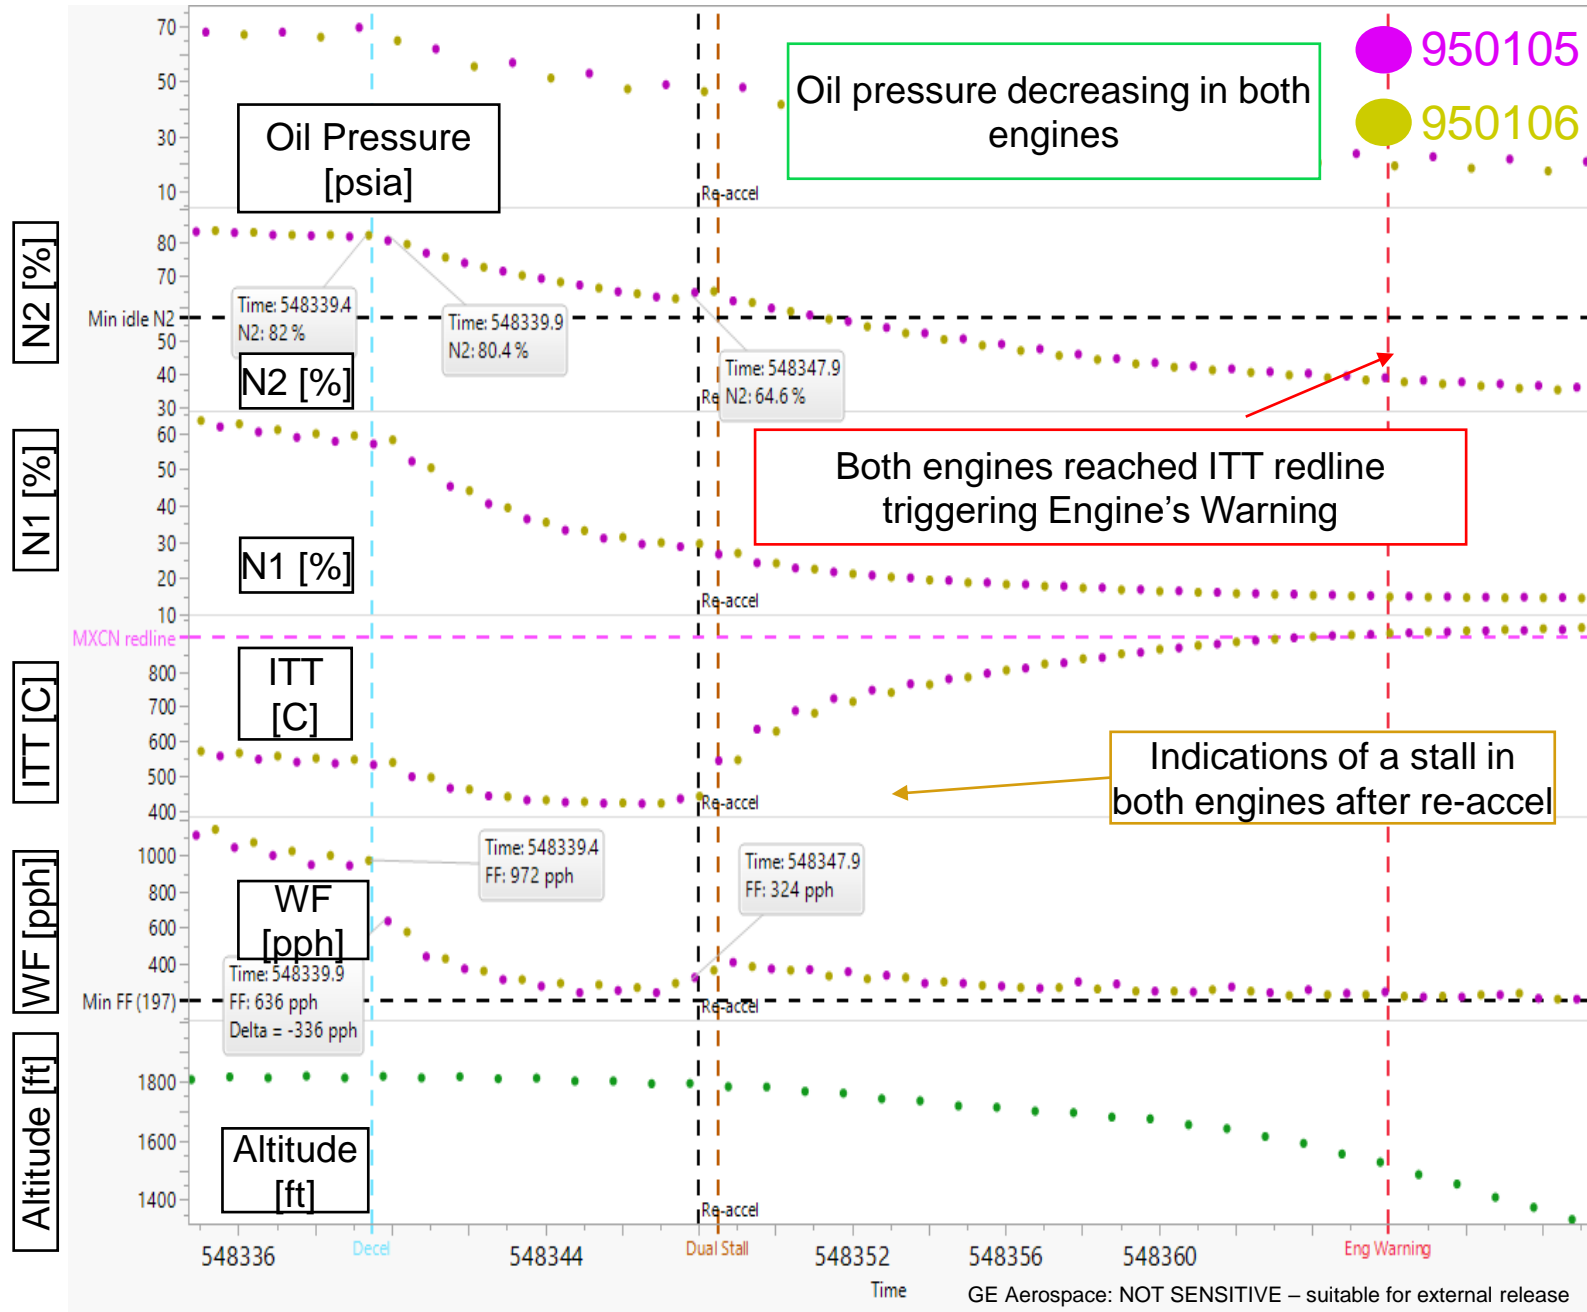 70
50
30
10
Oil Pressure
[psia]
Oil pressure decreasing in both
engines
950105
950106
Re-accel
N2 [%]
80
70
Min idle N2
50
40
30
Time: 548339.4
N2: 82 %
Time: 548339.9
N2: 80.4 %
Time: 548347.9
N2: 64.6 %
N2 [%]
Re
N1 [%]
60
50
40
30
20
10
N1 [%]
Both engines reached ITT redline
triggering Engine's Warning
Re-accel
MXCN redline
ITT [C]
800
700
600
500
400
ITT
[C]
Indications of a stall in
both engines after re-accel
Re-accel
WF [pph]
1000
800
600
400
Min FF (197)
Time: 548339.4
FF: 972 pph
Time: 548347.9
FF: 324 pph
WF
[pph]
Time: 548339.9
FF: 636 pph
Delta = -336 pph
Re-accel
Altitude [ft]
1800
1600
1400
Altitude
[ft]
Re-accel
548336
Decel
548344
Dual Stall
548352
548356
548360
Eng Warning
Time
GE Aerospace: NOT SENSITIVE – suitable for external release